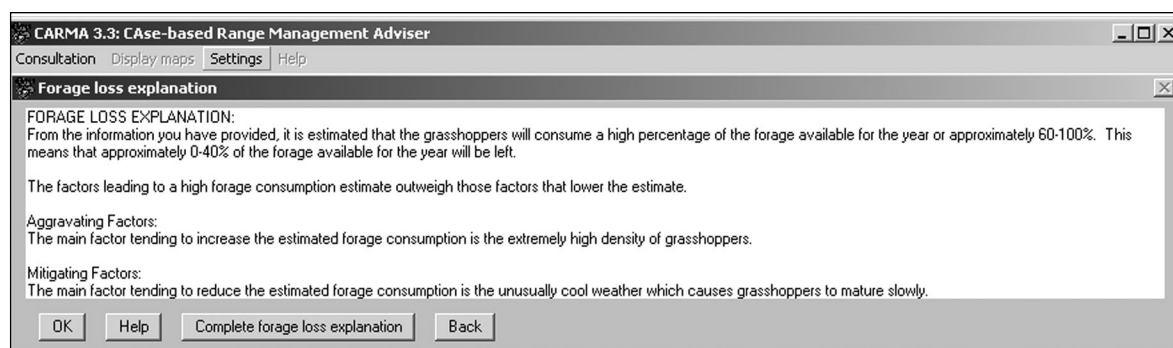 CARMA 3.3: CAse-based Range Management Adviser
Consultation Display maps Settings Help
Forage loss explanation
FORAGE LOSS EXPLANATION:
From the information you have provided, it is estimated that the grasshoppers will consume a high percentage of the forage available for the year or approximately 60-100%. This
means that approximately 0-40% of the forage available for the year will be left.
The factors leading to a high forage consumption estimate outweigh those factors that lower the estimate.
Aggravating Factors:
The main factor tending to increase the estimated forage consumption is the extremely high density of grasshoppers.
Mitigating Factors:
The main factor tending to reduce the estimated forage consumption is the unusually cool weather which causes grasshoppers to mature slowly.
OK Help Complete forage loss explanation Back